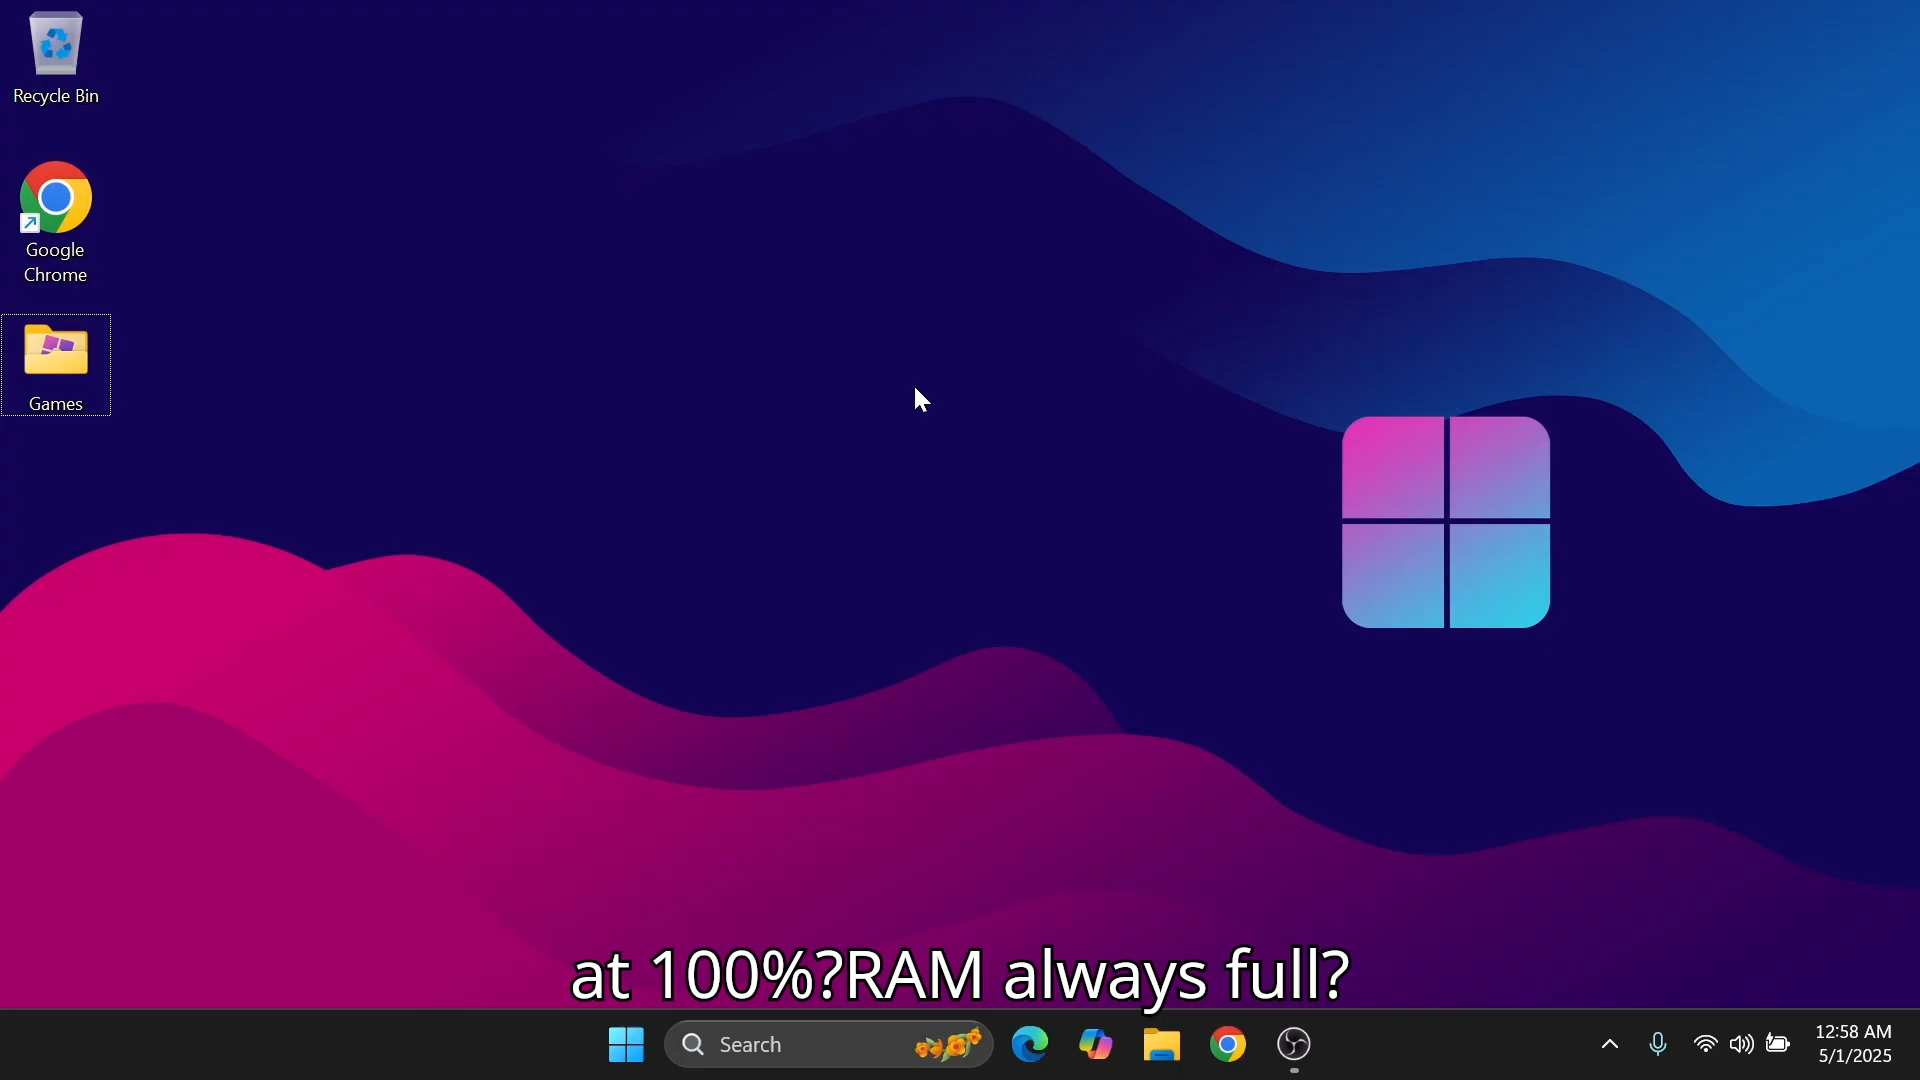 Recycle Bin
Google
Chrome
Games
at 100%?RAM always full?
Search
12:58 AM
5/1/2025